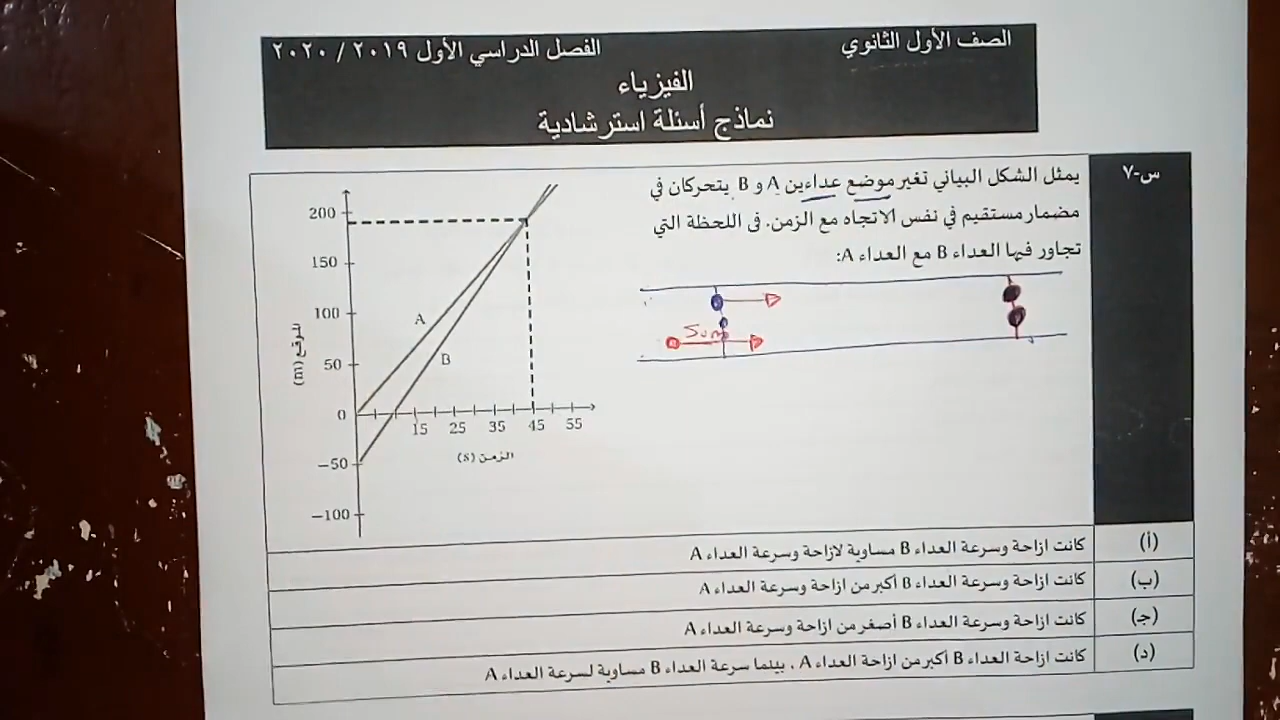 الصف الأول الثانوي
الفصل الدراسي الأول ٢٠١٩ / ٢٠٢٠
الفيزياء
نماذج أسئلة استرشادية
س-٧
يمثل الشكل البياني تغير موضع عداءين A و B يتحركان في
مضمار مستقيم في نفس الاتجاه مع الزمن. فى اللحظة التي
تجاور فيها العداء B مع العداء A:
200
150
100
50
0
-50
-100
15 25 35 45 55
A
B
الموقع (m)
الزمن (s)
50m
(أ) كانت ازاحة وسرعة العداء B مساوية لازاحة وسرعة العداء A
(ب) كانت ازاحة وسرعة العداء B أكبر من ازاحة وسرعة العداء A
(ج) كانت ازاحة وسرعة العداء B أصغر من ازاحة وسرعة العداء A
(د) كانت ازاحة العداء B أكبر من ازاحة العداء A ، بينما سرعة العداء B مساوية لسرعة العداء A